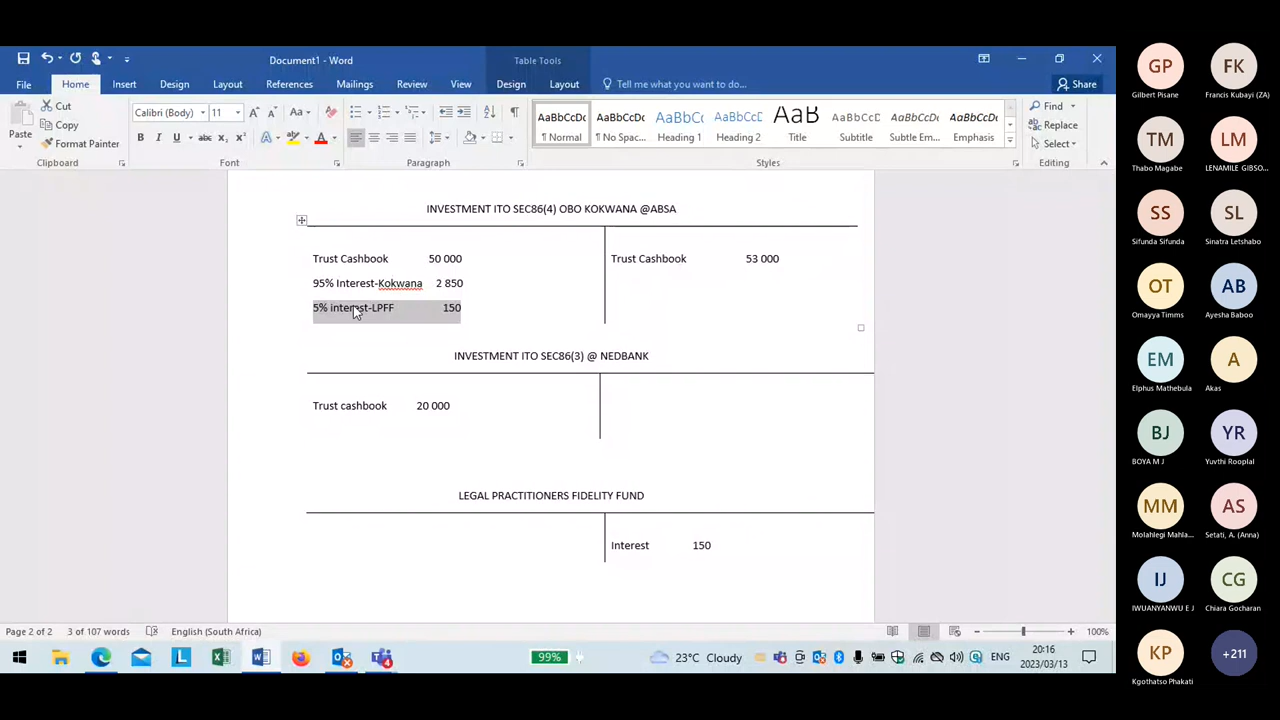 Document1 - Word
Table Tools
File Home Insert Design Layout References Mailings Review View Design Layout Tell me what you want to do... Share
Paste
Cut
Copy
Format Painter
Clipboard
Calibri (Body) 11
Font
Paragraph
AaBbCcDc AaBbCcDc AaBbCc AaBbCcD AaB AaBbCcD AaBbCcDc AaBbCcDc
¶ Normal ¶ No Spac... Heading 1 Heading 2 Title Subtitle Subtle Em... Emphasis
Styles
Find
Replace
Select
Editing
INVESTMENT ITO SEC86(4) OBO KOKWANA @ABSA
Trust Cashbook 50 000 Trust Cashbook 53 000
95% Interest-Kokwana 2 850
5% interest-LPFF 150
INVESTMENT ITO SEC86(3) @ NEDBANK
Trust cashbook 20 000
LEGAL PRACTITIONERS FIDELITY FUND
Interest 150
Page 2 of 2 3 of 107 words English (South Africa) 100%
99% 23°C Cloudy ENG 20:16
2023/03/13
GP FK
Gilbert Pisane Francis Kubayi (ZA)
TM LM
Thabo Magabe LENAMILE GIBSO...
SS SL
Sifunda Sifunda Sinatra Letshabo
OT AB
Omayya Timms Ayesha Baboo
EM A
Elphus Mathebula Akas
BJ YR
BOYA M J Yuvthi Rooplal
MM AS
Molahlegi Mahla... Setati, A. (Anna)
IJ CG
IWUANYANWU E J Chiara Gocharan
KP +211
Kgothatso Phakati